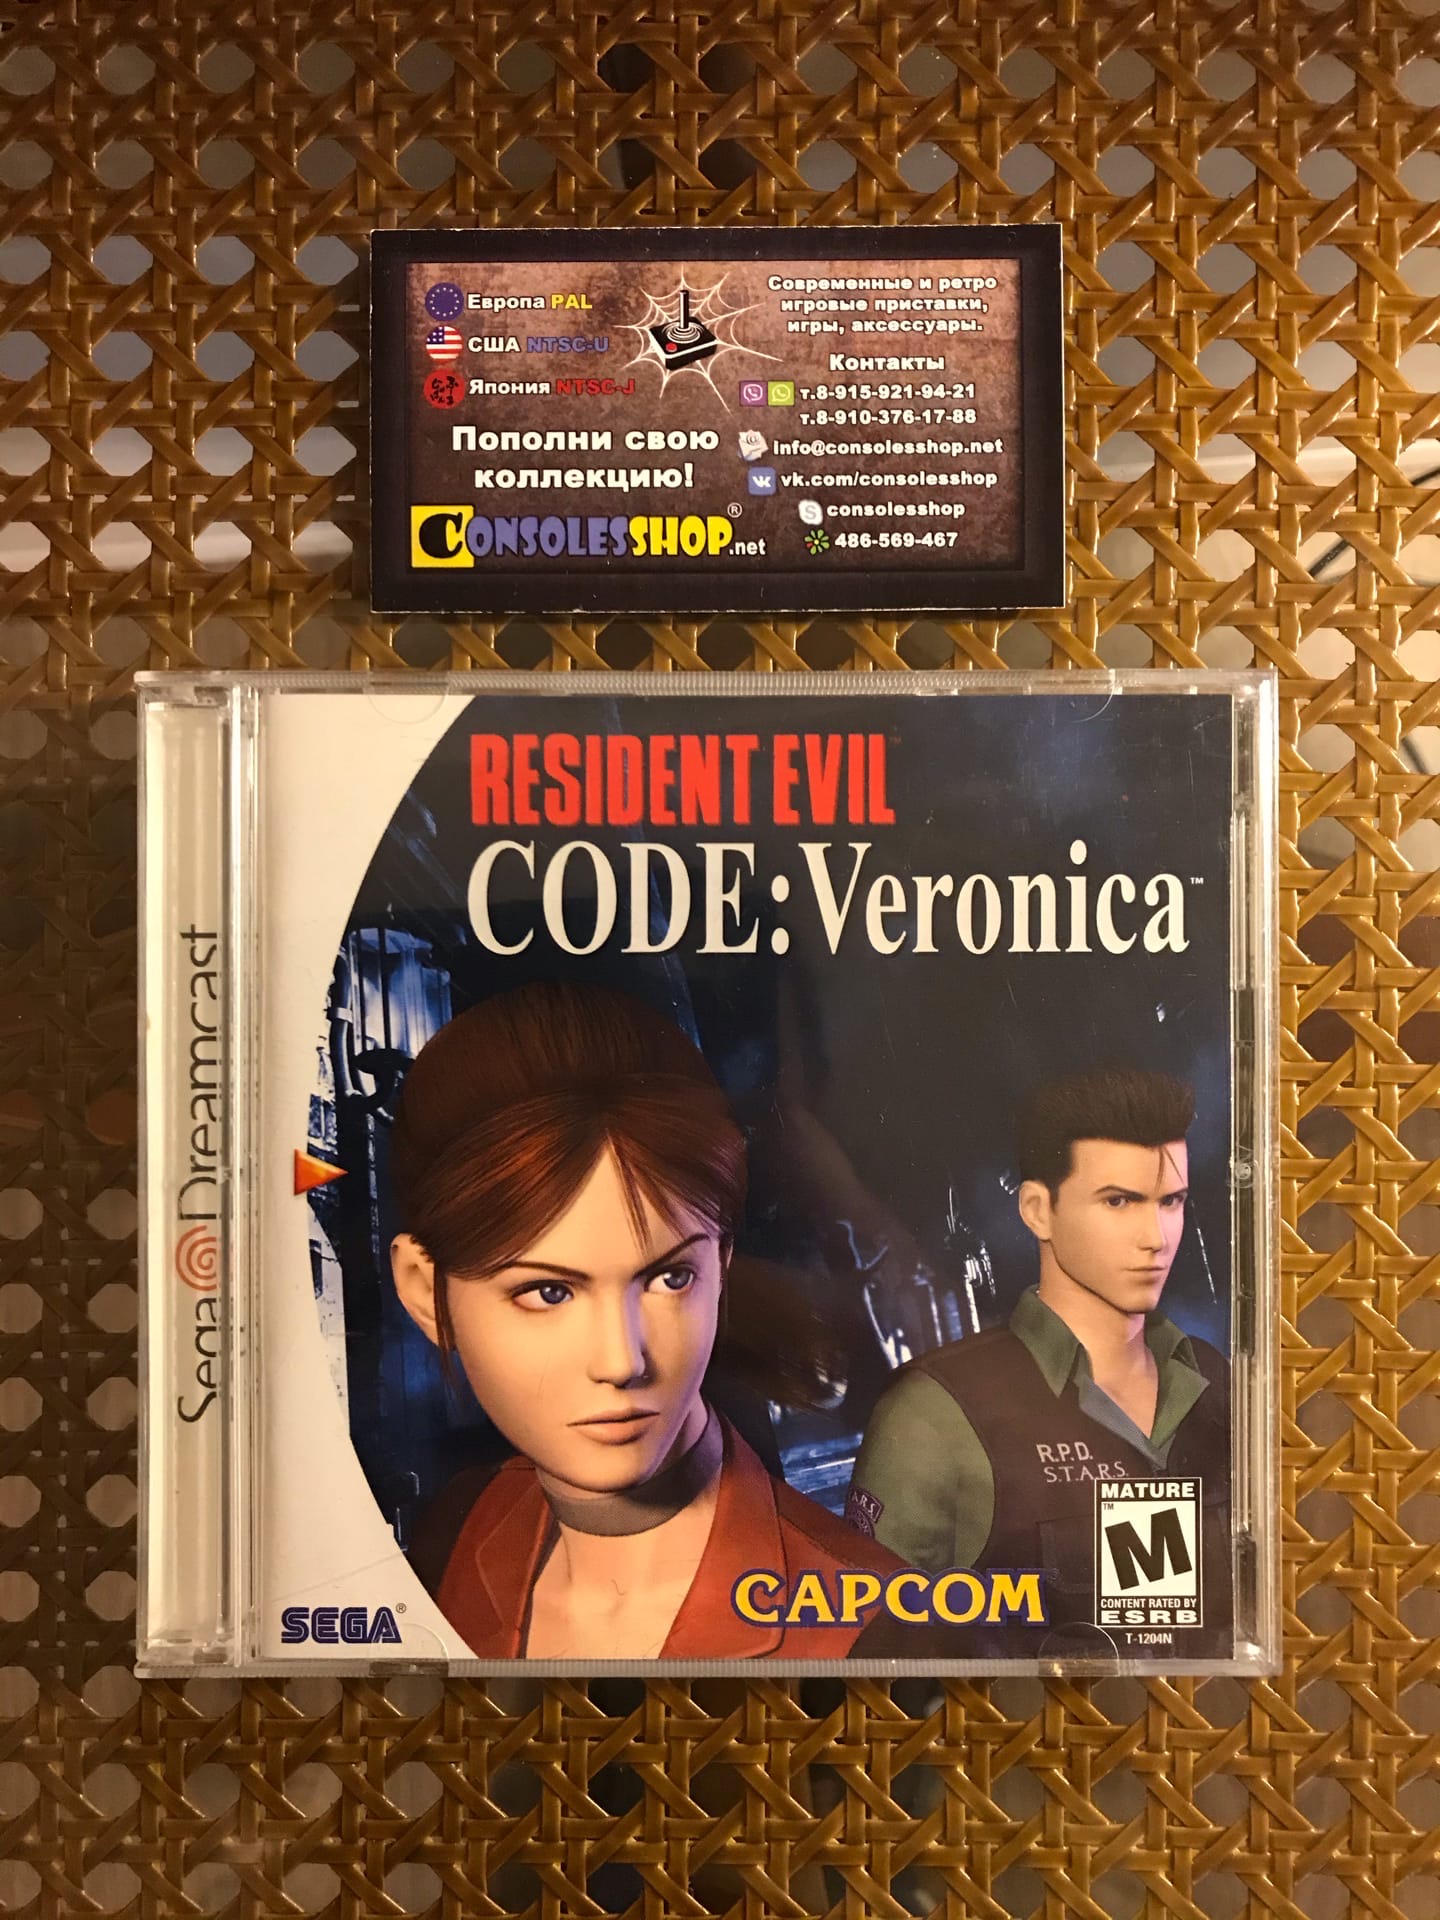 Европа PAL
США NTSC-U
Япония NTSC-J
Пополни свою
коллекцию!
CONSOLESSHOP®.net
Современные и ретро
игровые приставки,
игры, аксессуары.
Контакты
т.8-915-921-94-21
т.8-910-376-17-88
info@consolesshop.net
vk.com/consolesshop
consolesshop
486-569-467
Sega Dreamcast
RESIDENT EVIL
CODE:Veronica™
R.P.D.
S.T.A.R.S.
MATURE
™
M
CONTENT RATED BY
ESRB
T-1204N
CAPCOM
SEGA®